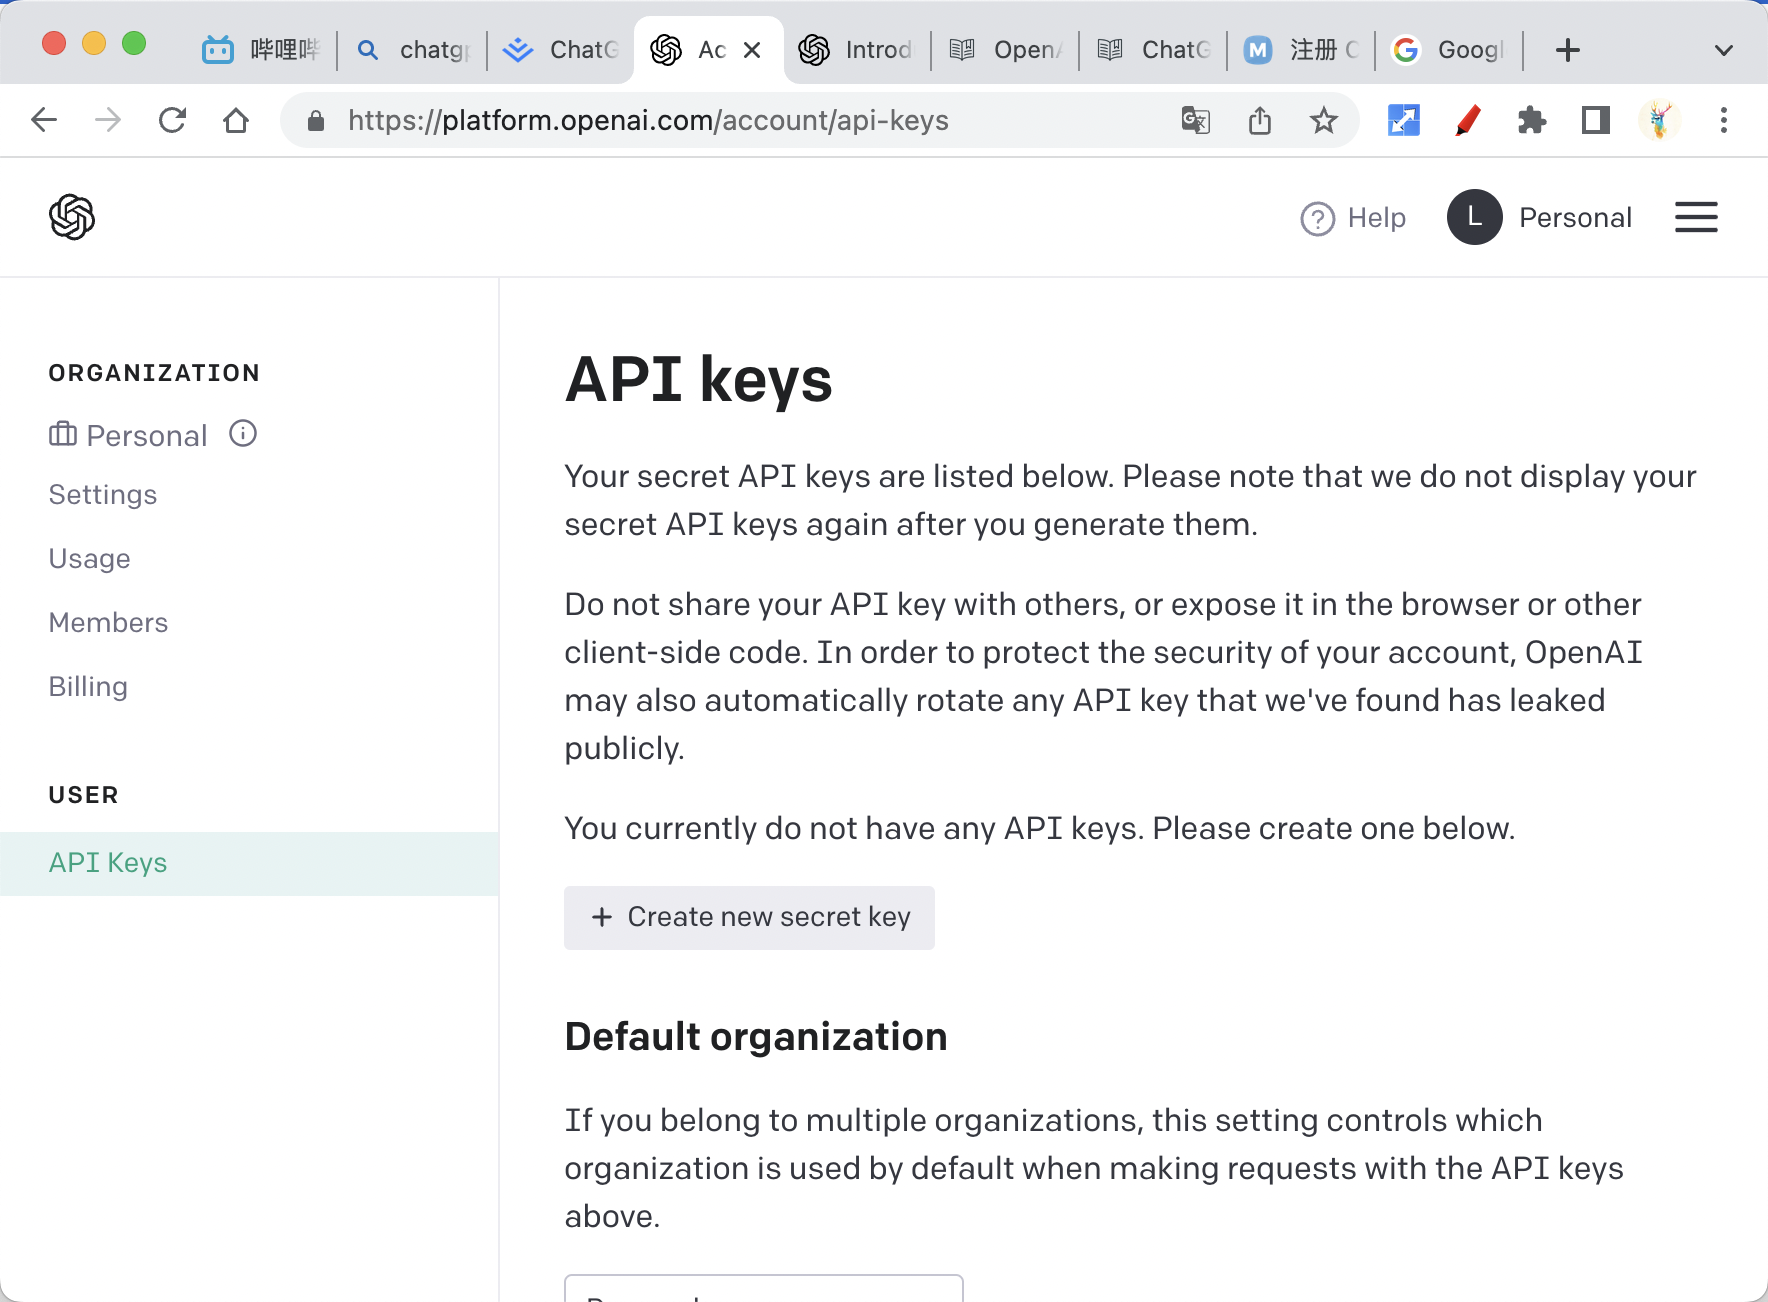 哔哩哔
chatg
ChatG
Ac
Introd
OpenA
ChatG
M
注册 C
Googl
https://platform.openai.com/account/api-keys
Help
L
Personal
ORGANIZATION
Personal
Settings
Usage
Members
Billing
USER
API Keys
API keys
Your secret API keys are listed below. Please note that we do not display your
secret API keys again after you generate them.
Do not share your API key with others, or expose it in the browser or other
client-side code. In order to protect the security of your account, OpenAI
may also automatically rotate any API key that we've found has leaked
publicly.
You currently do not have any API keys. Please create one below.
+ Create new secret key
Default organization
If you belong to multiple organizations, this setting controls which
organization is used by default when making requests with the API keys
above.